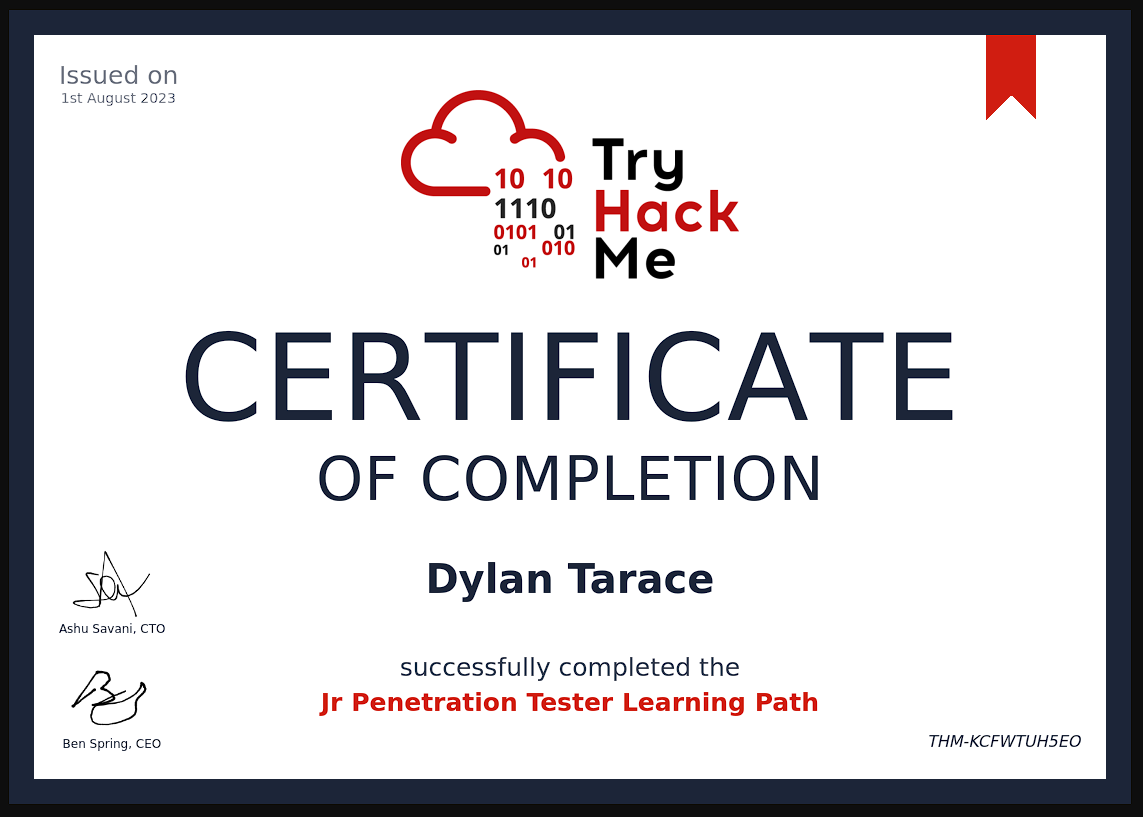 Issued on
1st August 2023
10 10
1110
0101 01
01 010
01
Try
Hack
Me
CERTIFICATE
OF COMPLETION
Dylan Tarace
successfully completed the
Jr Penetration Tester Learning Path
Ashu Savani, CTO
Ben Spring, CEO
THM-KCFWTUH5EO